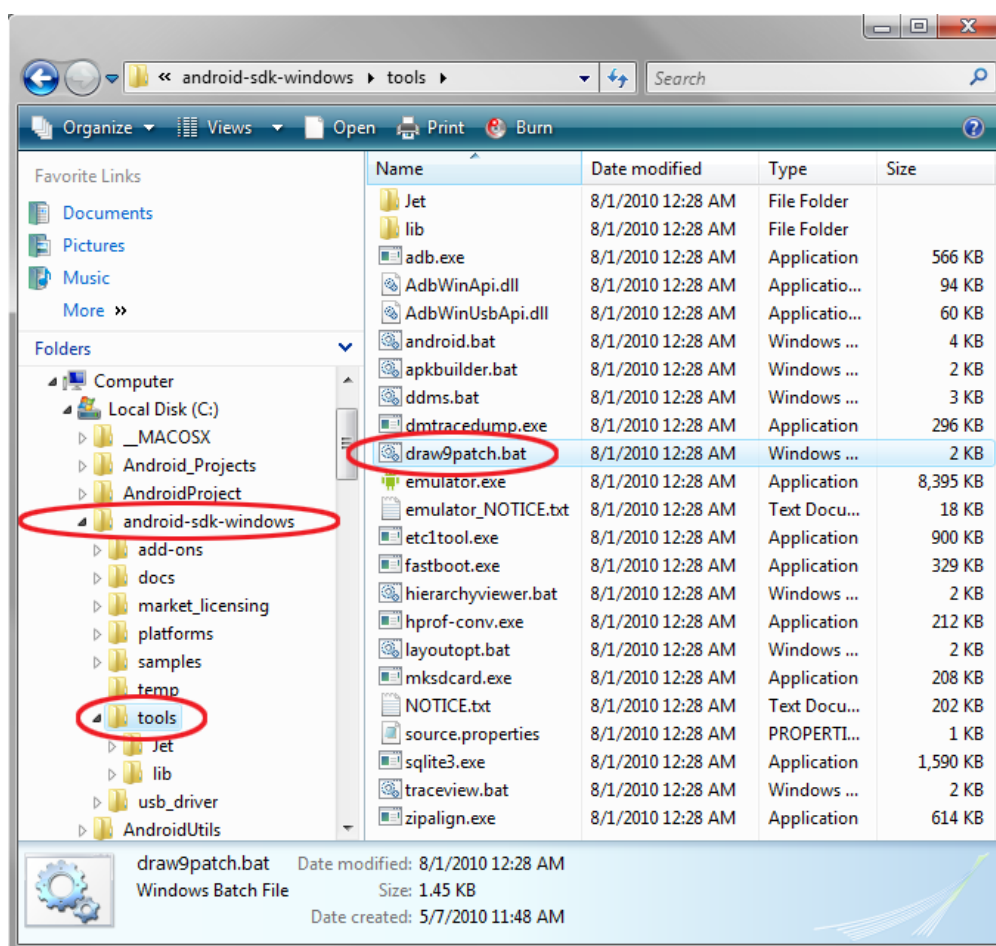 « android-sdk-windows ▸ tools ▸ Search
Organize Views Open Print Burn
Favorite Links
Documents
Pictures
Music
More »
Folders
Computer
Local Disk (C:)
__MACOSX
Android_Projects
AndroidProject
android-sdk-windows
add-ons
docs
market_licensing
platforms
samples
temp
tools
Jet
lib
usb_driver
AndroidUtils
Name Date modified Type Size
Jet 8/1/2010 12:28 AM File Folder
lib 8/1/2010 12:28 AM File Folder
adb.exe 8/1/2010 12:28 AM Application 566 KB
AdbWinApi.dll 8/1/2010 12:28 AM Applicatio... 94 KB
AdbWinUsbApi.dll 8/1/2010 12:28 AM Applicatio... 60 KB
android.bat 8/1/2010 12:28 AM Windows ... 4 KB
apkbuilder.bat 8/1/2010 12:28 AM Windows ... 2 KB
ddms.bat 8/1/2010 12:28 AM Windows ... 3 KB
dmtracedump.exe 8/1/2010 12:28 AM Application 296 KB
draw9patch.bat 8/1/2010 12:28 AM Windows ... 2 KB
emulator.exe 8/1/2010 12:28 AM Application 8,395 KB
emulator_NOTICE.txt 8/1/2010 12:28 AM Text Docu... 18 KB
etc1tool.exe 8/1/2010 12:28 AM Application 900 KB
fastboot.exe 8/1/2010 12:28 AM Application 329 KB
hierarchyviewer.bat 8/1/2010 12:28 AM Windows ... 2 KB
hprof-conv.exe 8/1/2010 12:28 AM Application 212 KB
layoutopt.bat 8/1/2010 12:28 AM Windows ... 2 KB
mksdcard.exe 8/1/2010 12:28 AM Application 208 KB
NOTICE.txt 8/1/2010 12:28 AM Text Docu... 202 KB
source.properties 8/1/2010 12:28 AM PROPERTI... 1 KB
sqlite3.exe 8/1/2010 12:28 AM Application 1,590 KB
traceview.bat 8/1/2010 12:28 AM Windows ... 2 KB
zipalign.exe 8/1/2010 12:28 AM Application 614 KB
draw9patch.bat Date modified: 8/1/2010 12:28 AM
Windows Batch File Size: 1.45 KB
Date created: 5/7/2010 11:48 AM